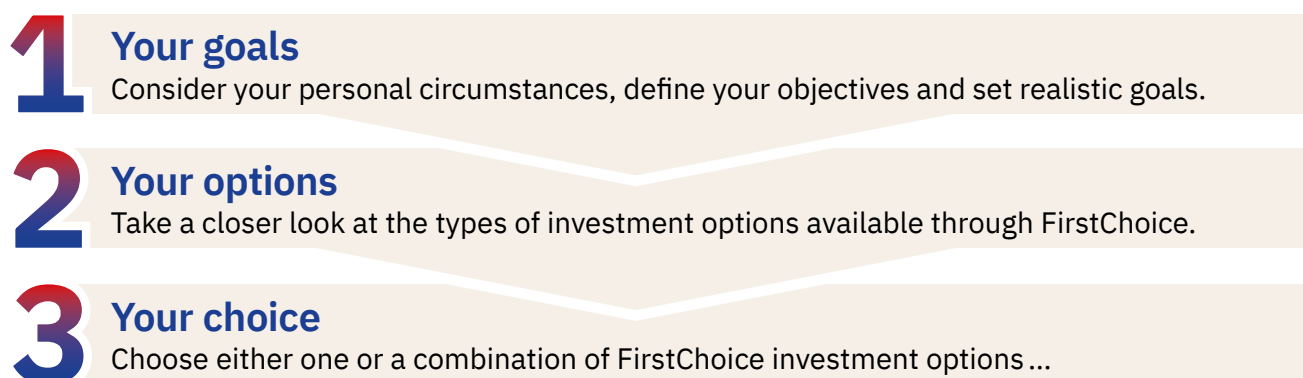 1
Your goals
Consider your personal circumstances, define your objectives and set realistic goals.
2
Your options
Take a closer look at the types of investment options available through FirstChoice.
3
Your choice
Choose either one or a combination of FirstChoice investment options ...